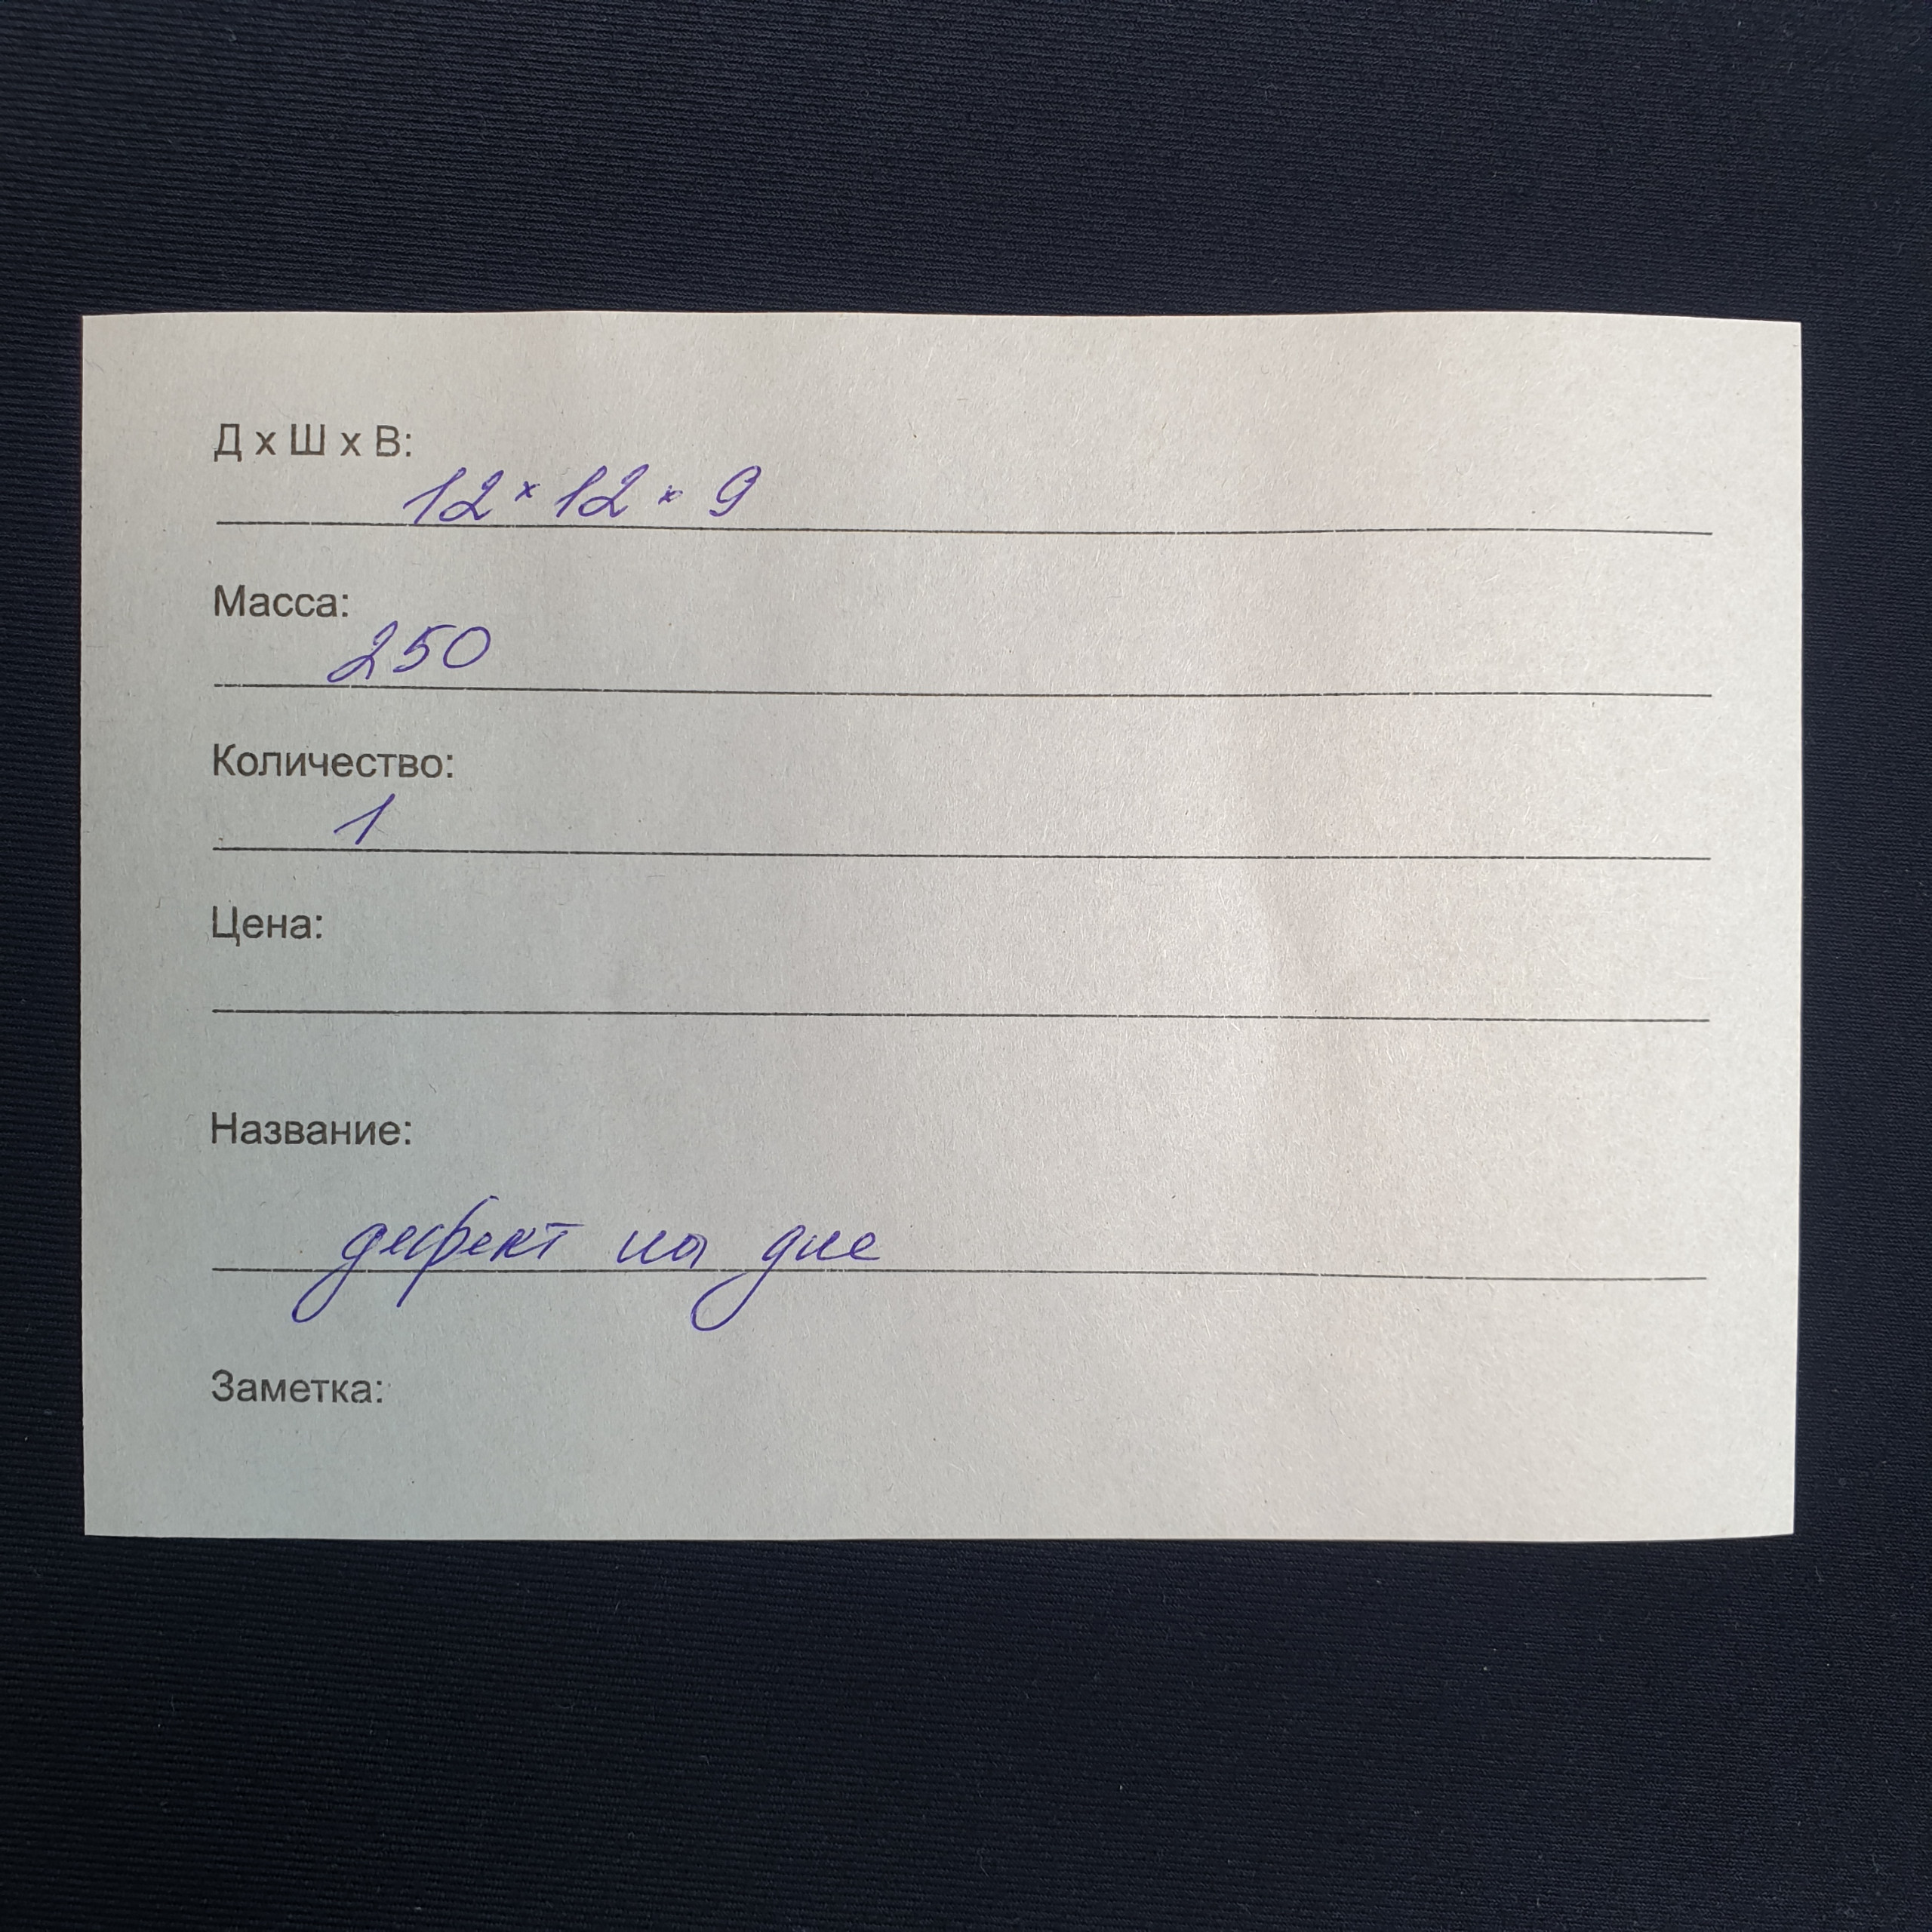 Д х Ш х В:
12 х 12 х 9
Масса:
250
Количество:
1
Цена:
Название:
дефект на дне
Заметка: